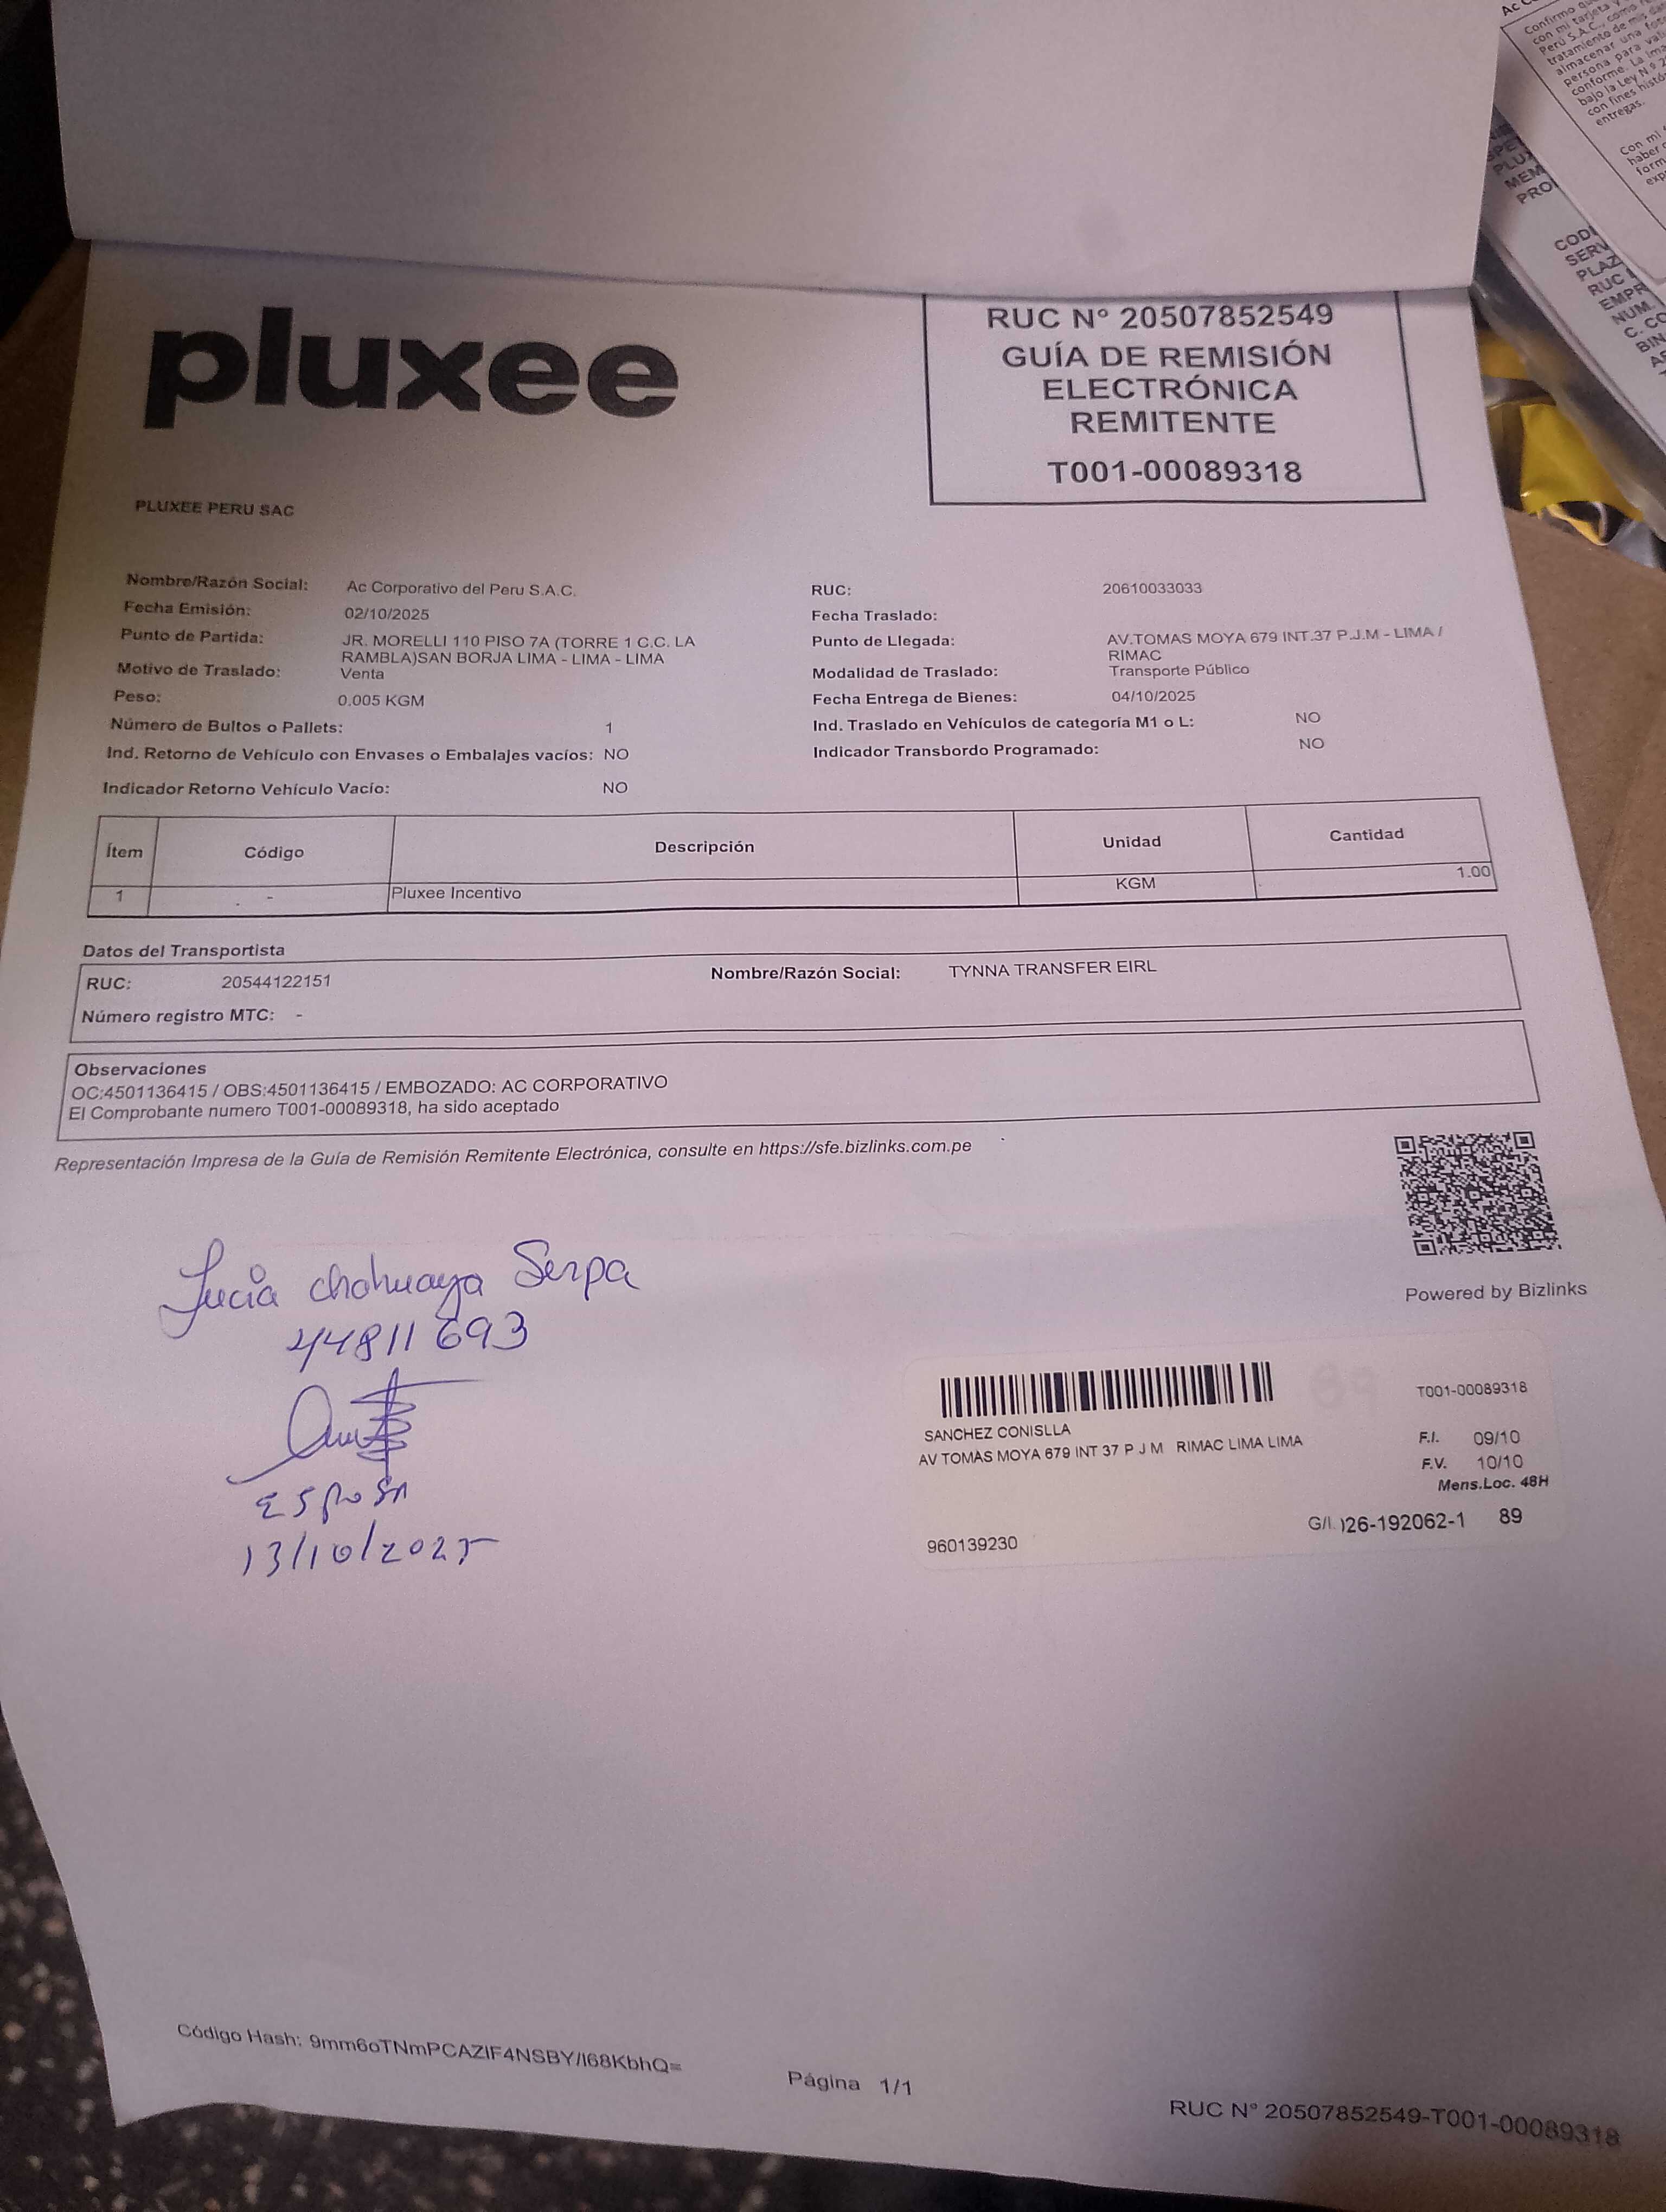 pluxee
RUC N° 20507852549
GUÍA DE REMISIÓN
ELECTRÓNICA
REMITENTE
T001-00089318
PLUXEE PERU SAC
Nombre/Razón Social: Ac Corporativo del Peru S.A.C.
RUC: 20610033033
Fecha Emisión: 02/10/2025
Fecha Traslado:
Punto de Partida: JR. MORELLI 110 PISO 7A (TORRE 1 C.C. LA
RAMBLA)SAN BORJA LIMA - LIMA - LIMA
Punto de Llegada: AV.TOMAS MOYA 679 INT.37 P.J.M - LIMA /
RIMAC
Motivo de Traslado: Venta
Modalidad de Traslado: Transporte Público
Peso: 0.005 KGM
Fecha Entrega de Bienes: 04/10/2025
Número de Bultos o Pallets: 1
Ind. Traslado en Vehículos de categoría M1 o L: NO
Ind. Retorno de Vehículo con Envases o Embalajes vacíos: NO
Indicador Transbordo Programado: NO
Indicador Retorno Vehículo Vacío: NO
Ítem Código Descripción Unidad Cantidad
1 - Pluxee Incentivo KGM 1.00
Datos del Transportista
RUC: 20544122151 Nombre/Razón Social: TYNNA TRANSFER EIRL
Número registro MTC: -
Observaciones
OC:4501136415 / OBS:4501136415 / EMBOZADO: AC CORPORATIVO
El Comprobante numero T001-00089318, ha sido aceptado
Representación Impresa de la Guía de Remisión Remitente Electrónica, consulte en https://sfe.bizlinks.com.pe
Powered by Bizlinks
Lucia chahuaya Serpa
44811693
Esposa
13/10/2025
T001-00089318
SANCHEZ CONISLLA
AV TOMAS MOYA 679 INT 37 P J M RIMAC LIMA LIMA
F.I. 09/10
F.V. 10/10
Mens.Loc. 48H
G/I. )26-192062-1 89
960139230
Código Hash: 9mm6oTNmPCAZIF4NSBY/I68KbhQ=
Página 1/1
RUC N° 20507852549-T001-00089318